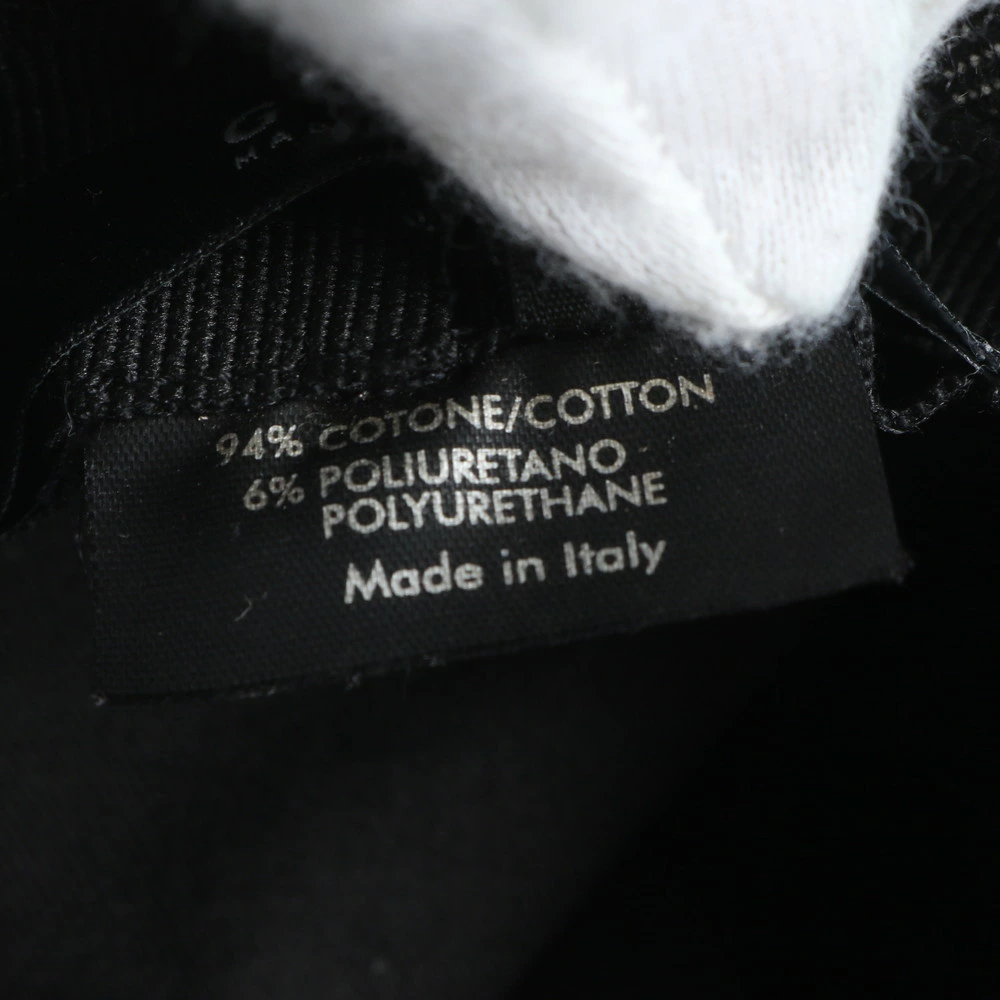 94% COTONE/COTTON
6% POLIURETANO
POLYURETHANE
Made in Italy